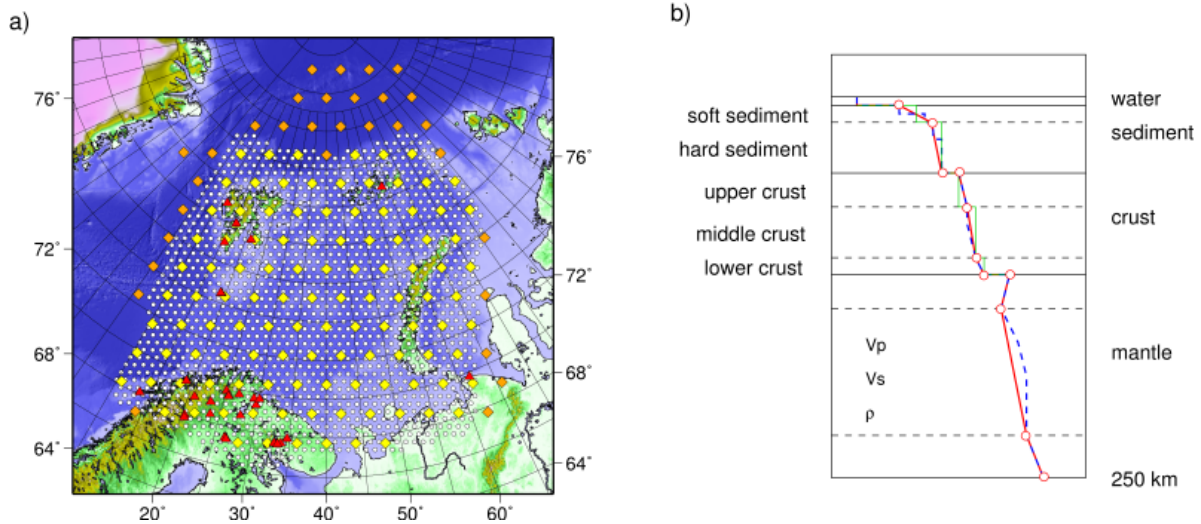 a)
76°
72°
68°
64°
76°
72°
68°
64°
20°
30°
40°
50°
60°
b)
soft sediment
hard sediment
upper crust
middle crust
lower crust
water
sediment
crust
mantle
250 km
Vp
Vs
ρ